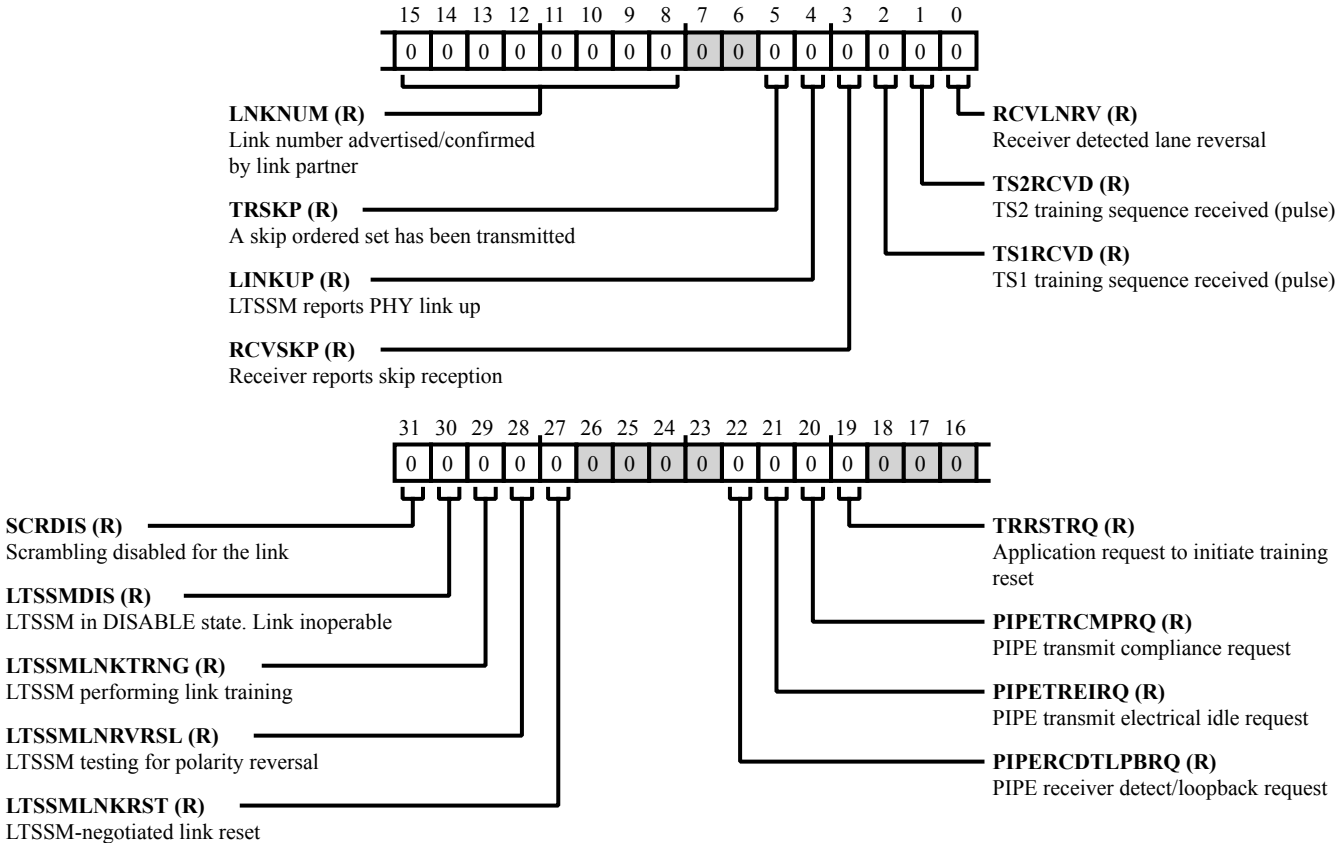 15 14 13 12 11 10 9 8 7 6 5 4 3 2 1 0
0 0 0 0 0 0 0 0 0 0 0 0 0 0 0 0
LNKNUM (R)
Link number advertised/confirmed
by link partner
TRSKP (R)
A skip ordered set has been transmitted
LINKUP (R)
LTSSM reports PHY link up
RCVSKP (R)
Receiver reports skip reception
RCVLNRV (R)
Receiver detected lane reversal
TS2RCVD (R)
TS2 training sequence received (pulse)
TS1RCVD (R)
TS1 training sequence received (pulse)
31 30 29 28 27 26 25 24 23 22 21 20 19 18 17 16
0 0 0 0 0 0 0 0 0 0 0 0 0 0 0 0
SCRDIS (R)
Scrambling disabled for the link
LTSSMDIS (R)
LTSSM in DISABLE state. Link inoperable
LTSSMLNKTRNG (R)
LTSSM performing link training
LTSSMLNRVRSL (R)
LTSSM testing for polarity reversal
LTSSMLNKRST (R)
LTSSM-negotiated link reset
TRRSTRQ (R)
Application request to initiate training
reset
PIPETRCMPRQ (R)
PIPE transmit compliance request
PIPETREIRQ (R)
PIPE transmit electrical idle request
PIPERCDTLPBRQ (R)
PIPE receiver detect/loopback request